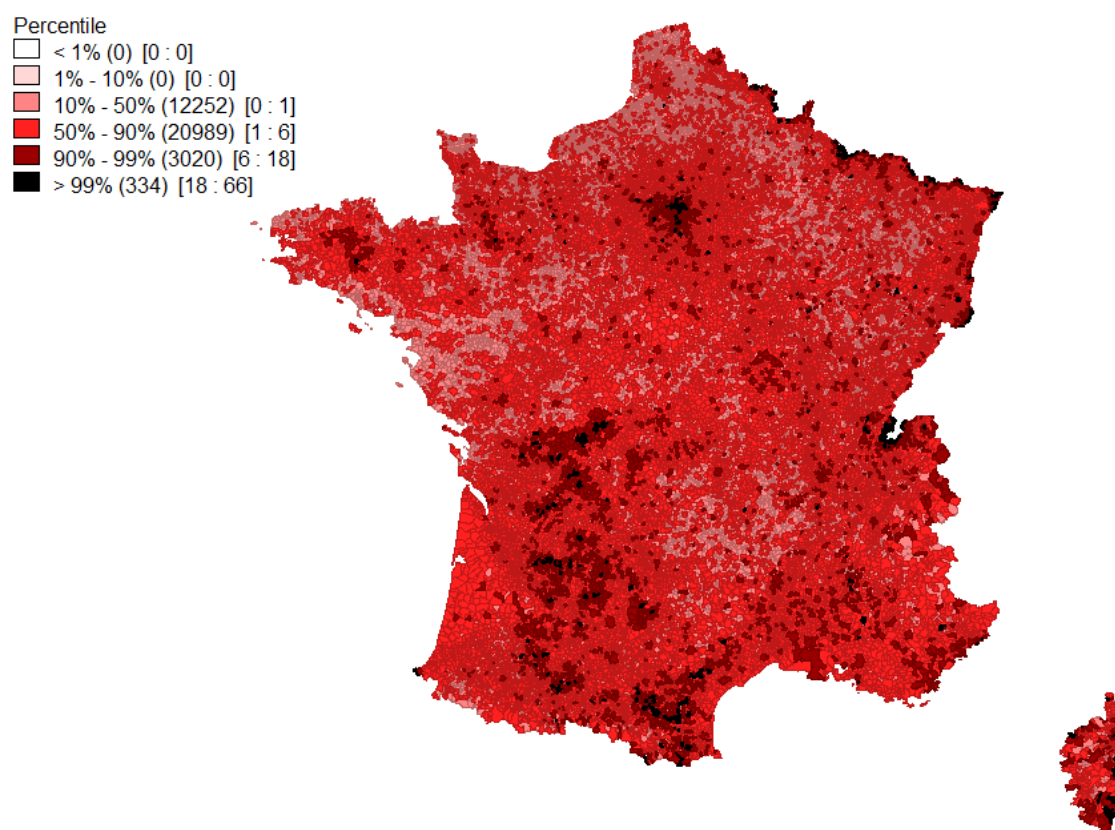 Percentile
< 1% (0) [0 : 0]
1% - 10% (0) [0 : 0]
10% - 50% (12252) [0 : 1]
50% - 90% (20989) [1 : 6]
90% - 99% (3020) [6 : 18]
> 99% (334) [18 : 66]